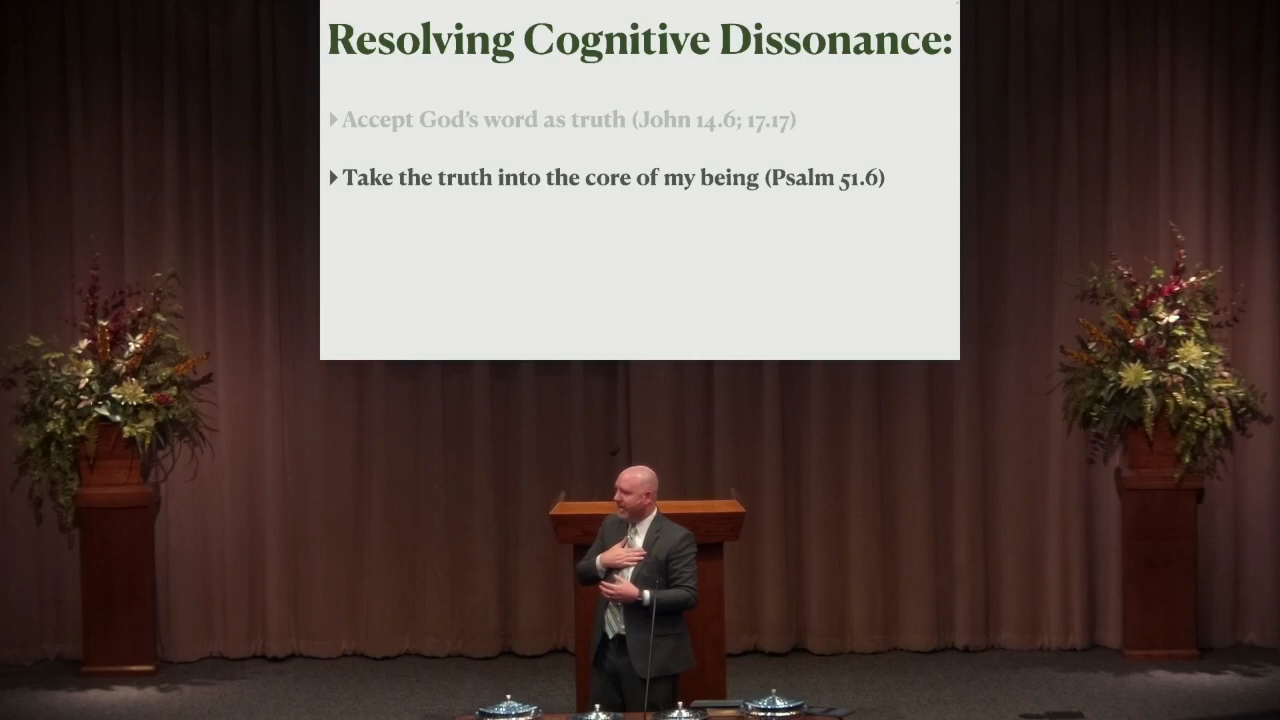 Resolving Cognitive Dissonance:
Accept God's word as truth (John 14.6; 17.17)
Take the truth into the core of my being (Psalm 51.6)